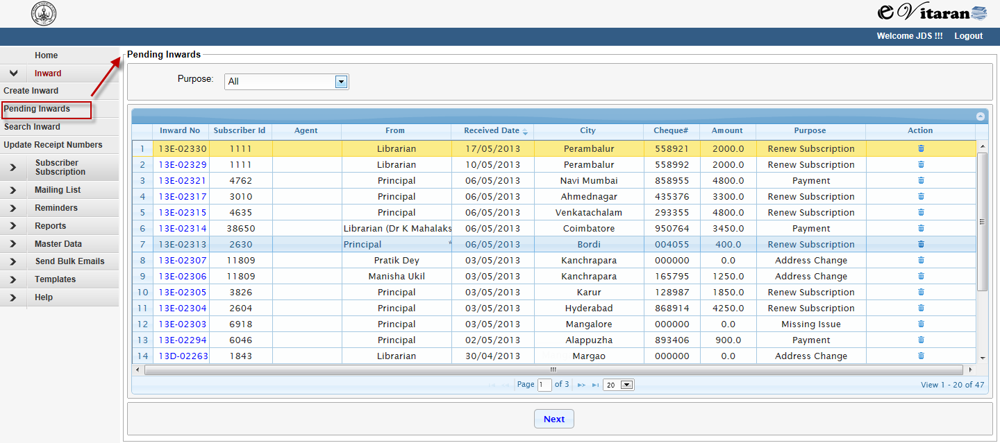 e Vitaran
Welcome JDS !!! Logout
Home
Inward
Create Inward
Pending Inwards
Search Inward
Update Receipt Numbers
Subscriber
Subscription
Mailing List
Reminders
Reports
Master Data
Send Bulk Emails
Templates
Help
Pending Inwards
Purpose: All
Inward No Subscriber Id Agent From Received Date City Cheque# Amount Purpose Action
1 13E-02330 1111 Librarian 17/05/2013 Perambalur 558921 2000.0 Renew Subscription
2 13E-02329 1111 Librarian 10/05/2013 Perambalur 558992 2000.0 Renew Subscription
3 13E-02321 4762 Principal 06/05/2013 Navi Mumbai 858955 4800.0 Payment
4 13E-02317 3010 Principal 06/05/2013 Ahmednagar 435376 3300.0 Renew Subscription
5 13E-02315 4635 Principal 06/05/2013 Venkatachalam 293355 4800.0 Renew Subscription
6 13E-02314 38650 Librarian (Dr K Mahalaks 06/05/2013 Coimbatore 950764 3450.0 Payment
7 13E-02313 2630 Principal * 06/05/2013 Bordi 004055 400.0 Renew Subscription
8 13E-02307 11809 Pratik Dey 03/05/2013 Kanchrapara 000000 0.0 Address Change
9 13E-02306 11809 Manisha Ukil 03/05/2013 Kanchrapara 165795 1250.0 Address Change
10 13E-02305 3826 Principal 03/05/2013 Karur 128987 1850.0 Renew Subscription
11 13E-02304 2604 Principal 03/05/2013 Hyderabad 868914 4250.0 Renew Subscription
12 13E-02303 6918 Principal 03/05/2013 Mangalore 000000 0.0 Missing Issue
13 13E-02294 6046 Principal 02/05/2013 Alappuzha 893406 900.0 Payment
14 13D-02263 1843 Librarian 30/04/2013 Margao 000000 0.0 Address Change
Page 1 of 3 20 View 1 - 20 of 47
Next